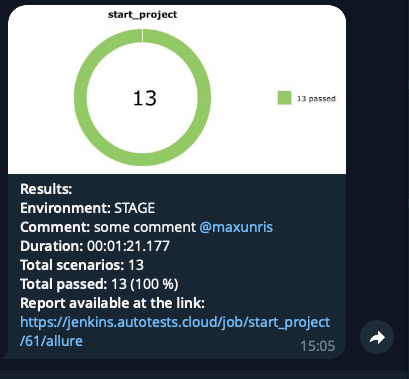 start_project
13
13 passed
Results:
Environment: STAGE
Comment: some comment @maxunris
Duration: 00:01:21.177
Total scenarios: 13
Total passed: 13 (100 %)
Report available at the link:
https://jenkins.autotests.cloud/job/start_project
/61/allure
15:05